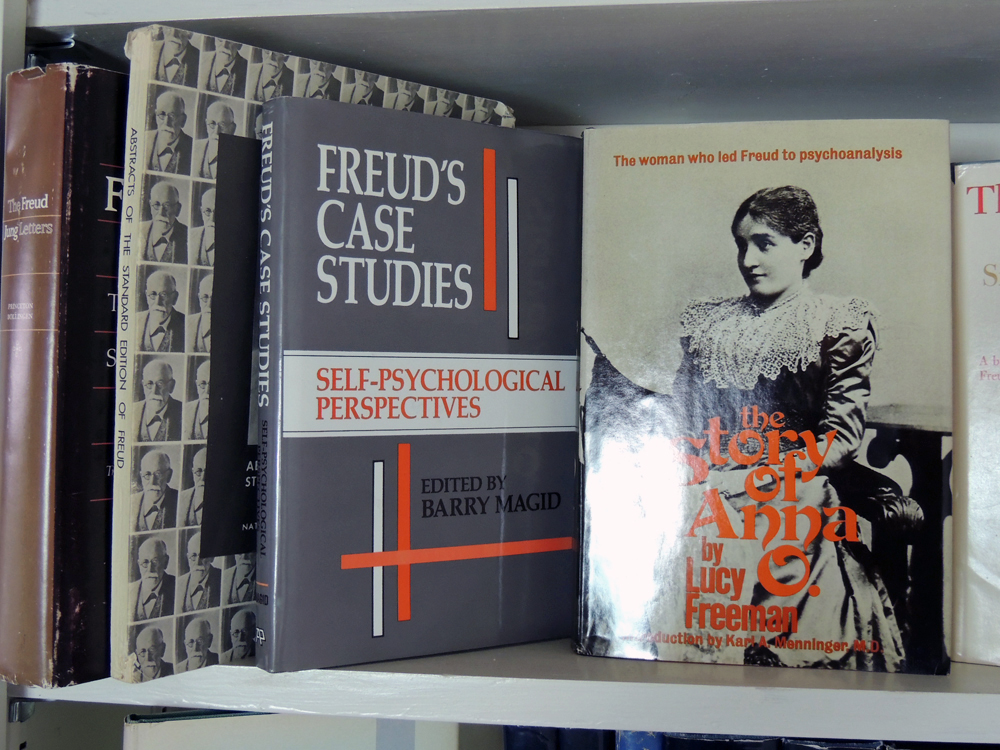 The Freud
Jung Letters
PRINCETON
BOLLINGEN
F
T
S
ABSTRACTS OF THE STANDARD EDITION OF FREUD
FREUD'S CASE STUDIES
SELF-PSYCHOLOGICAL
FREUD'S
CASE
STUDIES
SELF-PSYCHOLOGICAL
PERSPECTIVES
EDITED BY
BARRY MAGID
The woman who led Freud to psychoanalysis
the
Story
of
Anna
O.
by
Lucy
Freeman
duction by Karl A. Menninger, M.D.